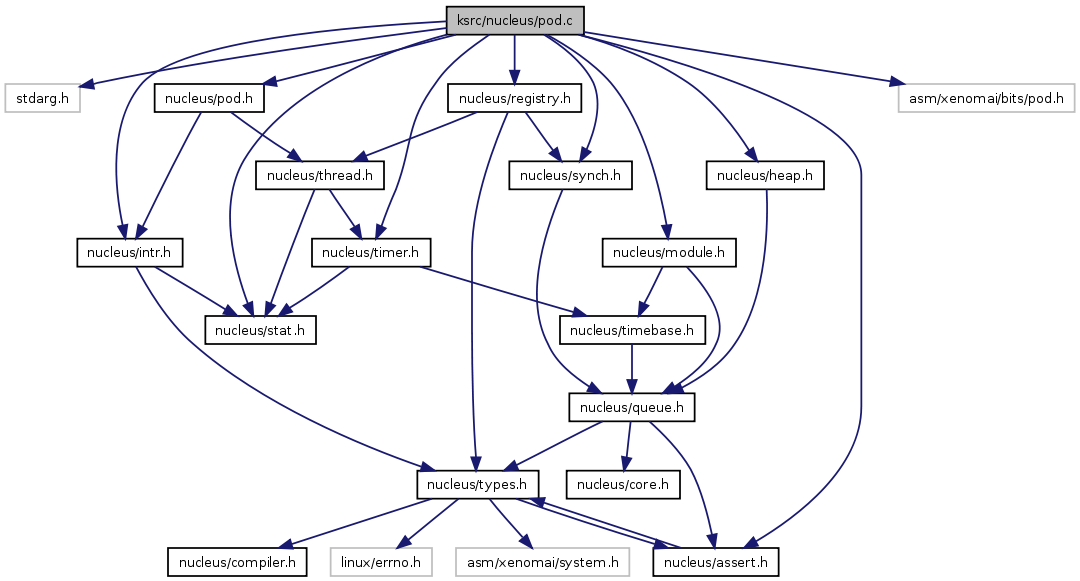 ksrc/nucleus/pod.c
stdarg.h
nucleus/pod.h
nucleus/registry.h
asm/xenomai/bits/pod.h
nucleus/thread.h
nucleus/synch.h
nucleus/heap.h
nucleus/intr.h
nucleus/timer.h
nucleus/module.h
nucleus/stat.h
nucleus/timebase.h
nucleus/queue.h
nucleus/types.h
nucleus/core.h
nucleus/compiler.h
linux/errno.h
asm/xenomai/system.h
nucleus/assert.h